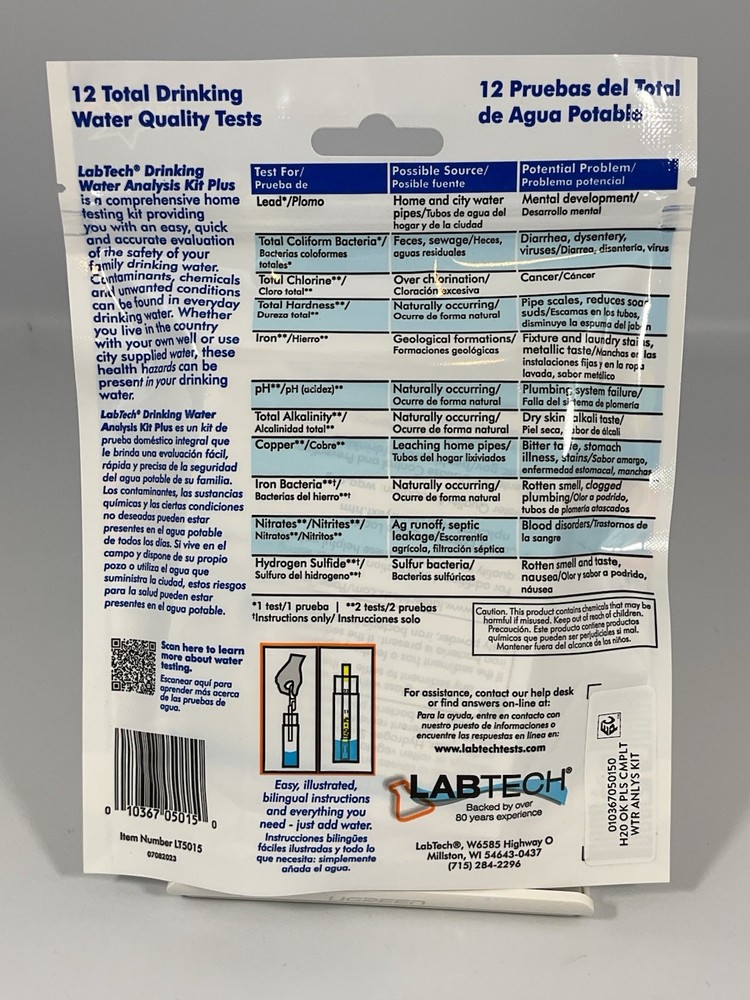 12 Total Drinking
Water Quality Tests
12 Pruebas del Total
de Agua Potable
LabTech® Drinking
Water Analysis Kit Plus
is a comprehensive home
testing kit providing
you with an easy, quick
and accurate evaluation
of the safety of your
family drinking water.
Contaminants, chemicals
and unwanted conditions
can be found in everyday
drinking water. Whether
you live in the country
with your own well or use
city supplied water, these
health hazards can be
present in your drinking
water.
LabTech® Drinking Water
Analysis Kit Plus es un kit de
prueba doméstico integral que
le brinda una evaluación fácil,
rápida y precisa de la seguridad
del agua potable de su familia.
Los contaminantes, las sustancias
químicas y las ciertas condiciones
no deseadas pueden estar
presentes en el agua potable
de todos los días. Si vive en el
campo y dispone de su propio
pozo o utiliza el agua que
suministra la ciudad, estos riesgos
para la salud pueden estar
presentes en el agua potable.
Test For/
Prueba de
Possible Source/
Posible fuente
Potential Problem/
Problema potencial
Lead*/Plomo
Home and city water
pipes/Tubos de agua del
hogar y de la ciudad
Mental development/
Desarrollo mental
Total Coliform Bacteria*/
Bacterias coloformes
totales*
Feces, sewage/Heces,
aguas residuales
Diarrhea, dysentery,
viruses/Diarrea, disentería, virus
Total Chlorine**/
Cloro total**
Over chlorination/
Cloración excesiva
Cancer/Cáncer
Total Hardness**/
Dureza total**
Naturally occurring/
Ocurre de forma natural
Pipe scales, reduces soap
suds/Escamas en los tubos,
disminuye la espuma del jabón
Iron**/Hierro**
Geological formations/
Formaciones geológicas
Fixture and laundry stains,
metallic taste/Manchas en las
instalaciones fijas y en la ropa
lavada, sabor metálico
pH**/pH (acidez)**
Naturally occurring/
Ocurre de forma natural
Plumbing system failure/
Falla del sistema de plomería
Total Alkalinity**/
Alcalinidad total**
Naturally occurring/
Ocurre de forma natural
Dry skin, alkali taste/
Piel seca, sabor de álcali
Copper**/Cobre**
Leaching home pipes/
Tubos del hogar lixiviados
Bitter taste, stomach
illness, stains/Sabor amargo,
enfermedad estomacal, manchas
Iron Bacteria**†/
Bacterias del hierro**†
Naturally occurring/
Ocurre de forma natural
Rotten smell, clogged
plumbing/Olor a podrido,
tubos de plomería atascados
Nitrates**/Nitrites**/
Nitratos**/Nitritos**
Ag runoff, septic
leakage/Escorrentía
agrícola, filtración séptica
Blood disorders/Trastornos de
la sangre
Hydrogen Sulfide**†/
Sulfuro del hidrogeno**†
Sulfur bacteria/
Bacterias sulfúricas
Rotten smell and taste,
nausea/Olor y sabor a podrido,
náusea
*1 test/1 prueba | **2 tests/2 pruebas
†Instructions only/ Instrucciones solo
Caution. This product contains chemicals that may be
harmful if misused. Keep out of reach of children.
Precaución. Este producto contiene productos
químicos que pueden ser perjudiciales si mal.
Mantener fuera del alcance de los niños.
Scan here to learn
more about water
testing.
Escanear aquí para
aprender más acerca
de las pruebas de
agua.
0 10367 05015 0
Item Number LT5015
07082023
Easy, illustrated,
bilingual instructions
and everything you
need - just add water.
Instrucciones bilingües
fáciles ilustradas y todo lo
que necesita: simplemente
añada el agua.
For assistance, contact our help desk
or find answers on-line at:
Para la ayuda, entre en contacto con
nuestro puesto de informaciones o
encuentre las respuestas en línea en:
www.labtechtests.com
LABTECH®
Backed by over
80 years experience
LabTech®, W6585 Highway O
Millston, WI 54643-0437
(715) 284-2296
010367050150
H20 OK PLS CMPLT
WTR ANLYS KIT
UGREEN